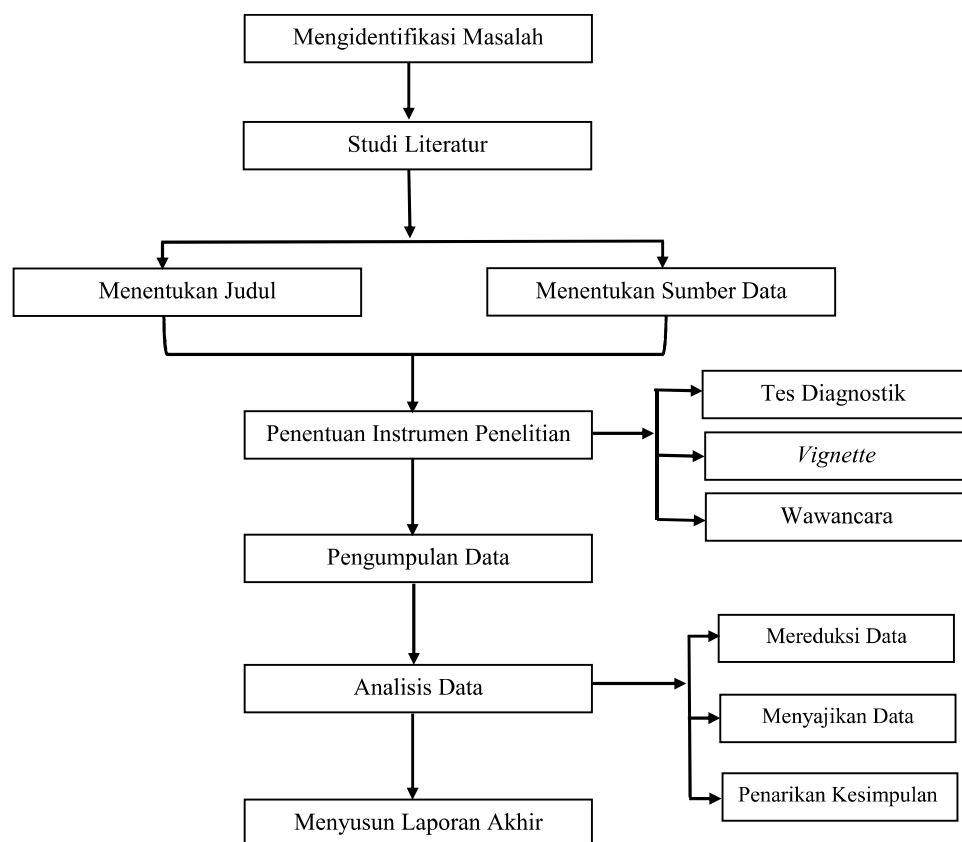 Mengidentifikasi Masalah
Studi Literatur
Menentukan Judul
Menentukan Sumber Data
Penentuan Instrumen Penelitian
Tes Diagnostik
Vignette
Wawancara
Pengumpulan Data
Analisis Data
Mereduksi Data
Menyajikan Data
Penarikan Kesimpulan
Menyusun Laporan Akhir